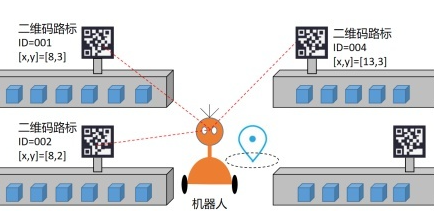 二维码路标
ID=001
[x,y]=[8,3]
二维码路标
ID=004
[x,y]=[13,3]
二维码路标
ID=002
[x,y]=[8,2]
机器人